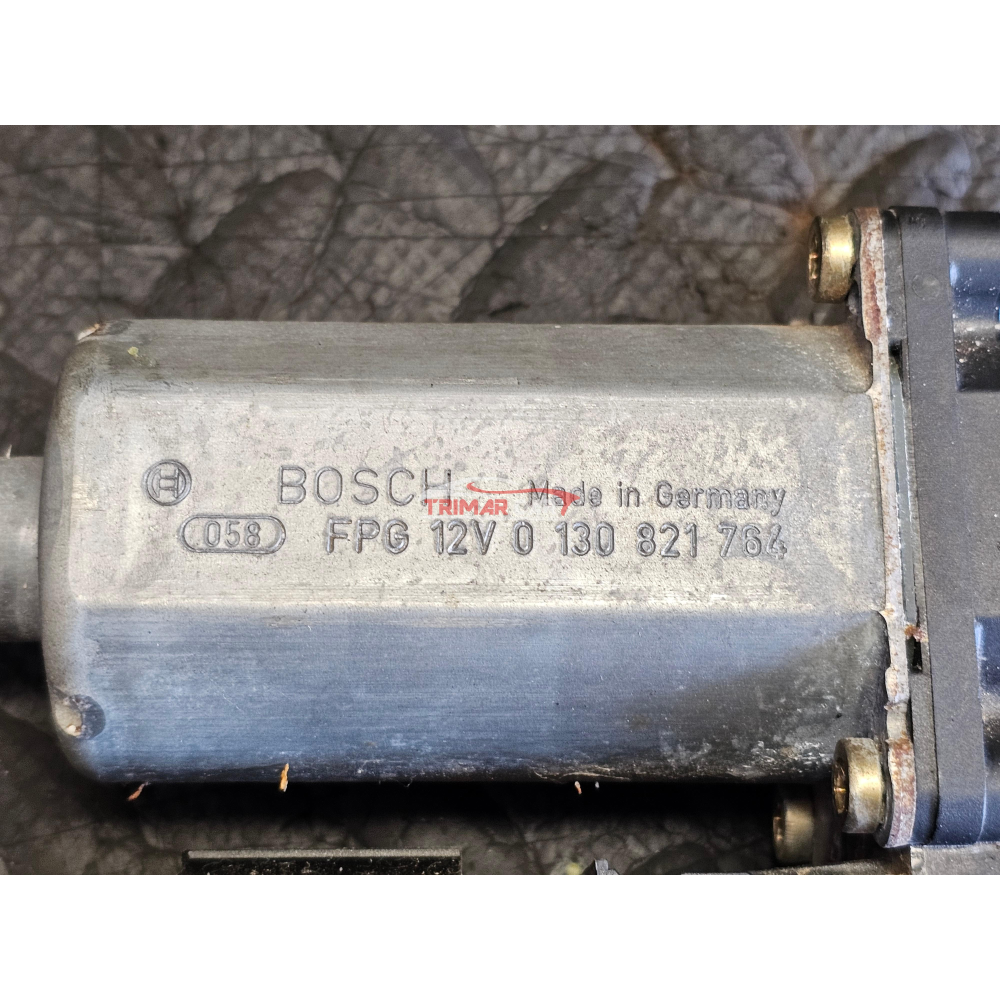 BOSCH Made in Germany
TRIMAR
058 FPG 12V 0 130 821 764